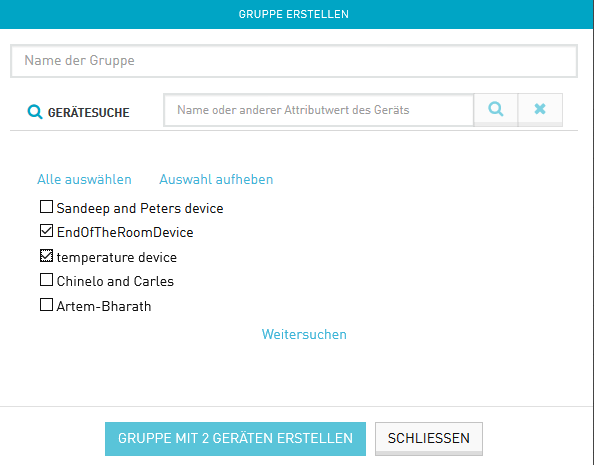 GRUPPE ERSTELLEN
Name der Gruppe
GERÄTESUCHE
Name oder anderer Attributwert des Geräts
Alle auswählen Auswahl aufheben
Sandeep and Peters device
EndOfTheRoomDevice
temperature device
Chinelo and Carles
Artem-Bharath
Weitersuchen
GRUPPE MIT 2 GERÄTEN ERSTELLEN SCHLIESSEN